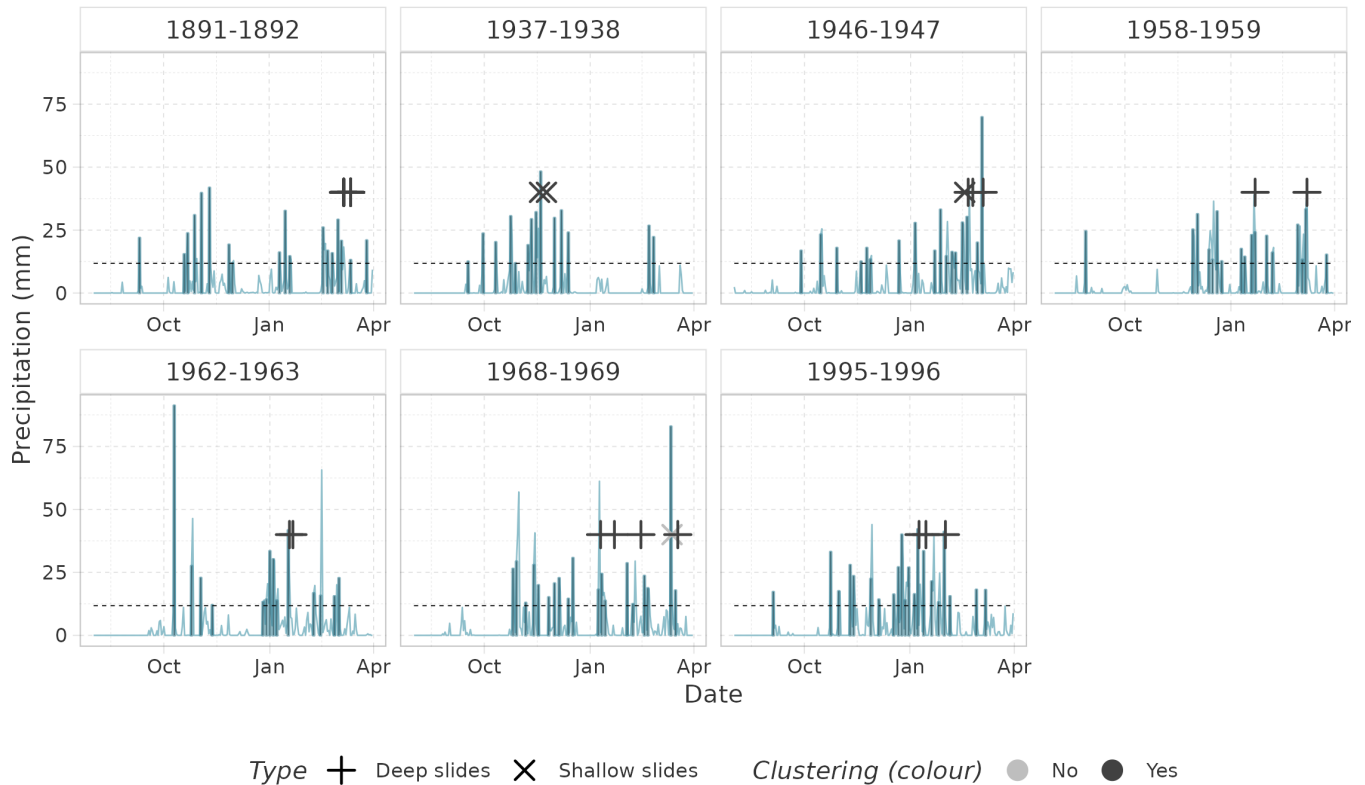 1891-1892 1937-1938 1946-1947 1958-1959
75
50
25
0
Oct Jan Apr Oct Jan Apr Oct Jan Apr Oct Jan Apr
Precipitation (mm)
1962-1963 1968-1969 1995-1996
75
50
25
0
Oct Jan Apr Oct Jan Apr Oct Jan Apr
Date
Type Deep slides Shallow slides Clustering (colour) No Yes